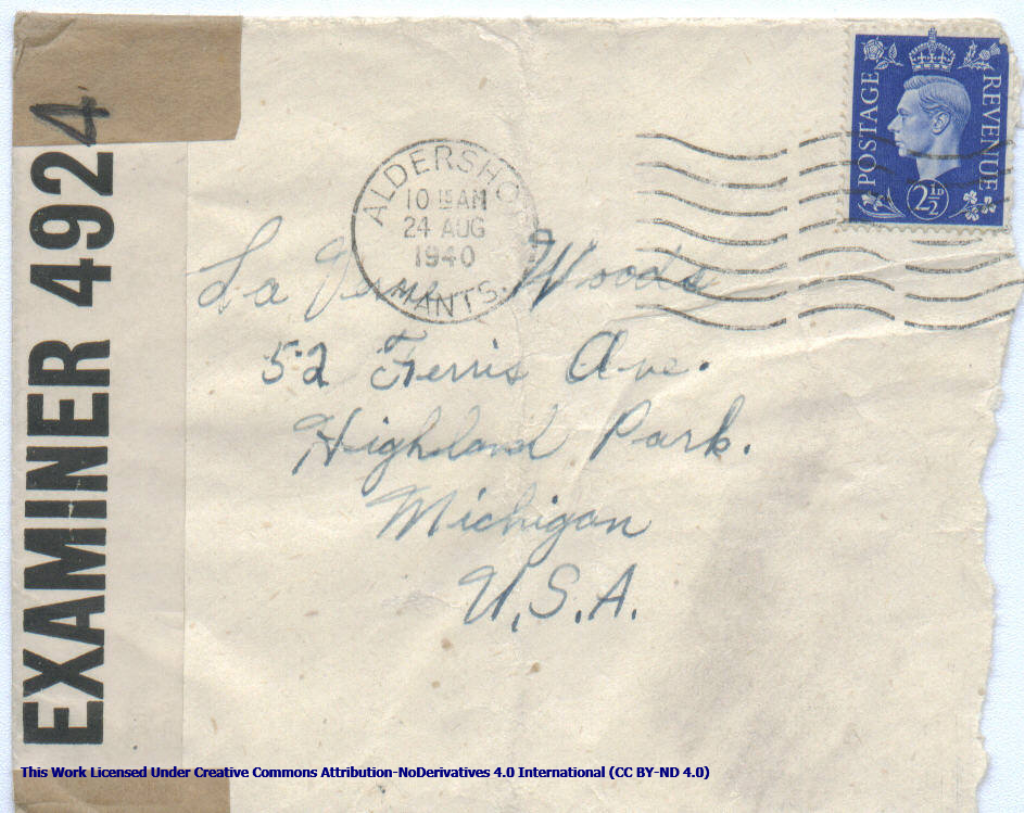 EXAMINER 4924
POSTAGE
REVENUE
2½D
ALDERSHO
10 15 AM
24 AUG
1940
HANTS.
La Verne Woods
52 Ferris Ave.
Highland Park.
Michigan
U.S.A.
This Work Licensed Under Creative Commons Attribution-NoDerivatives 4.0 International (CC BY-ND 4.0)